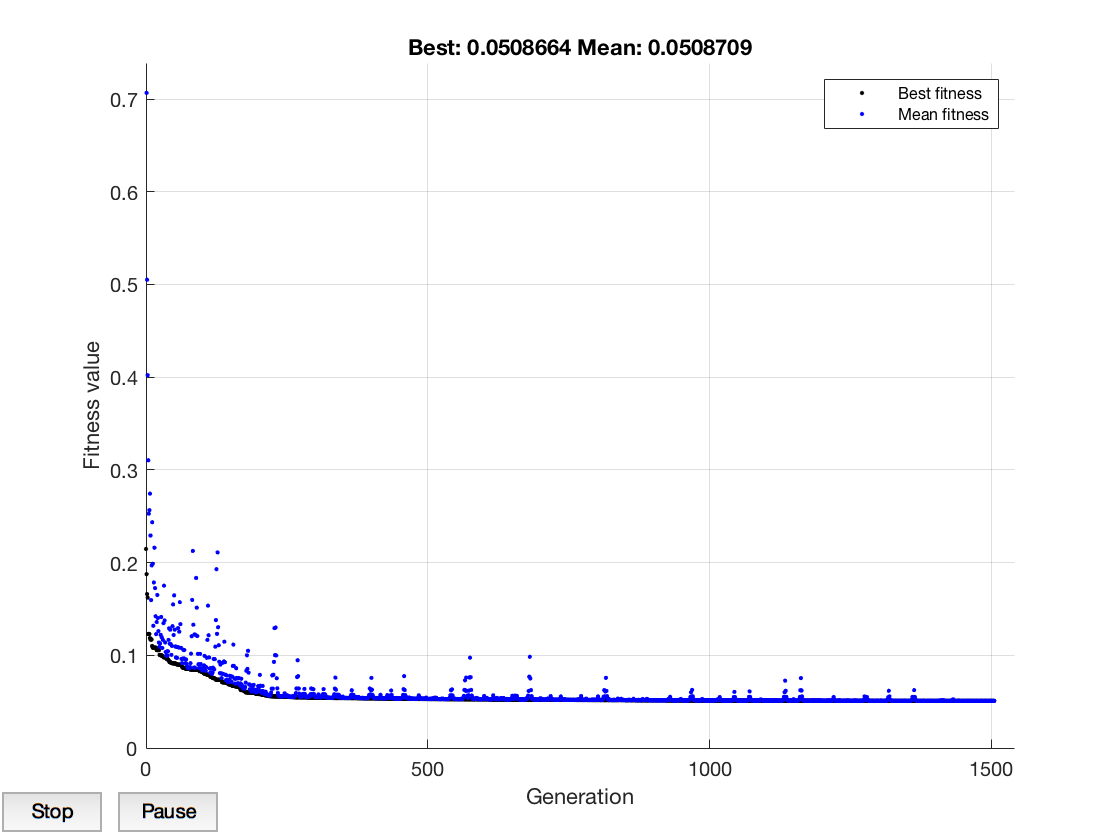 Best: 0.0508664 Mean: 0.0508709
Best fitness
Mean fitness
0.7
0.6
0.5
0.4
0.3
0.2
0.1
0
Fitness value
0 500 1000 1500
Generation
Stop Pause